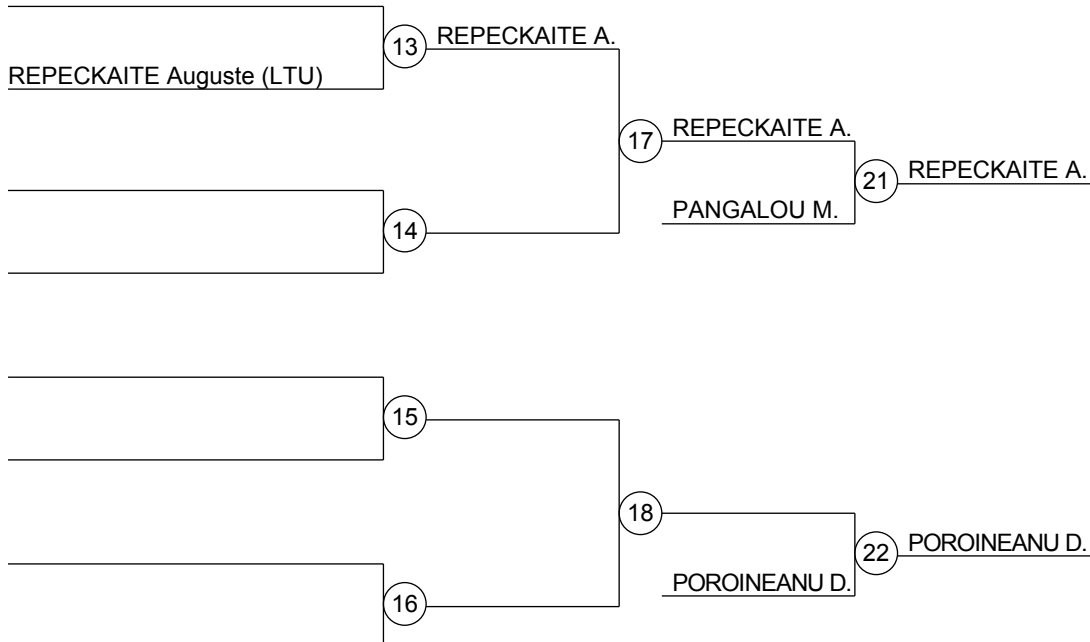 13 REPECKAITE A.
REPECKAITE Auguste (LTU)
17 REPECKAITE A.
21 REPECKAITE A.
PANGALOU M.
14
15
18
22 POROINEANU D.
POROINEANU D.
16